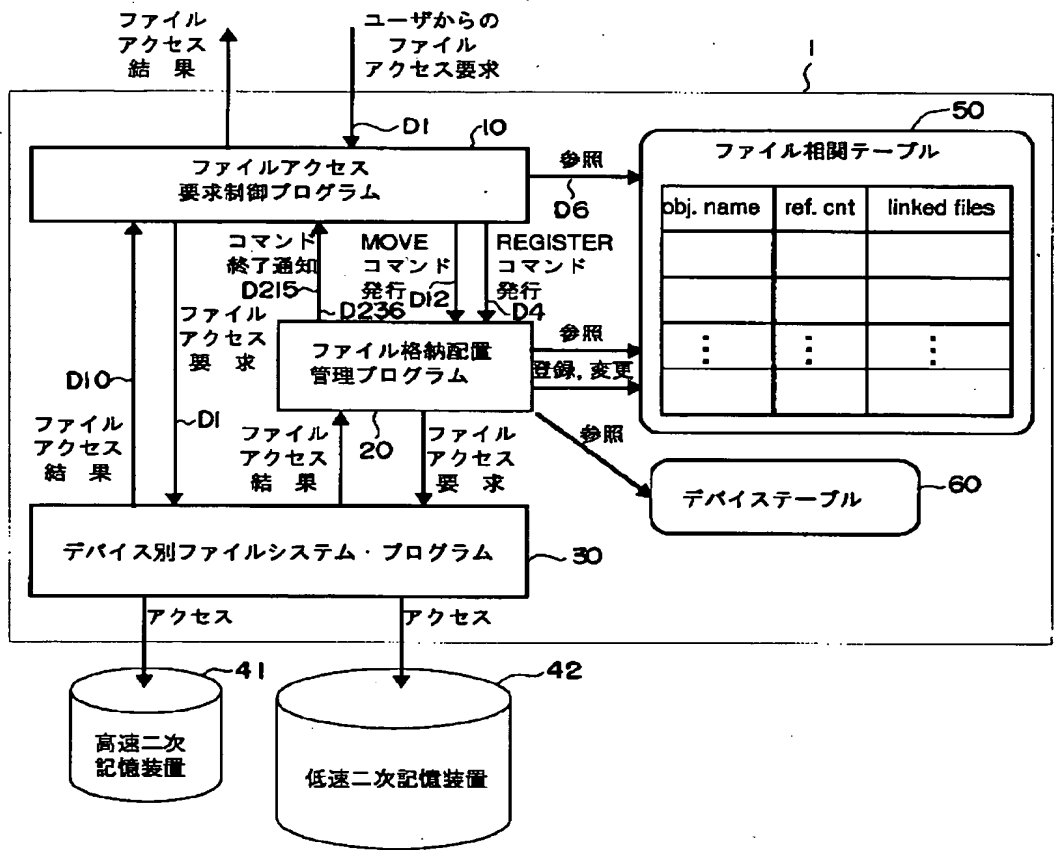 ファイル
アクセス
結果
ユーザからの
ファイル
アクセス要求
1
D1
10
50
ファイルアクセス
要求制御プログラム
参照
D6
ファイル相関テーブル
obj. name
ref. cnt
linked files
コマンド
終了通知
D215
D236
MOVE
コマンド
発行
D12
REGISTER
コマンド
発行
D4
ファイル
アクセス
要求
D10
D1
ファイル格納配置
管理プログラム
20
参照
登録,変更
参照
ファイル
アクセス
結果
ファイル
アクセス
結果
ファイル
アクセス
要求
デバイステーブル
60
デバイス別ファイルシステム・プログラム
30
アクセス
アクセス
41
高速二次
記憶装置
42
低速二次記憶装置